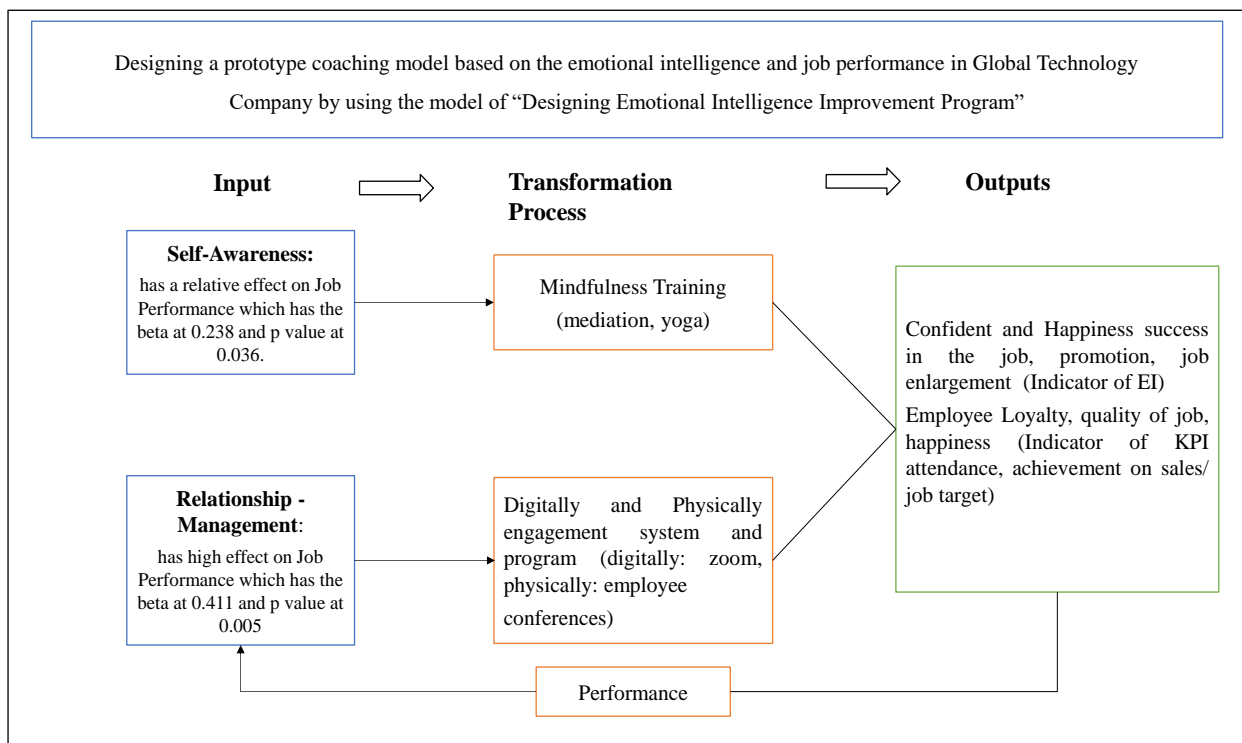 Designing a prototype coaching model based on the emotional intelligence and job performance in Global Technology
Company by using the model of “Designing Emotional Intelligence Improvement Program”
Input
Transformation
Process
Outputs
Self-Awareness:
has a relative effect on Job
Performance which has the
beta at 0.238 and p value at
0.036.
Mindfulness Training
(mediation, yoga)
Confident and Happiness success
in the job, promotion, job
enlargement (Indicator of EI)
Employee Loyalty, quality of job,
happiness (Indicator of KPI
attendance, achievement on sales/
job target)
Relationship -
Management:
has high effect on Job
Performance which has the
beta at 0.411 and p value at
0.005
Digitally and Physically
engagement system and
program (digitally: zoom,
physically: employee
conferences)
Performance